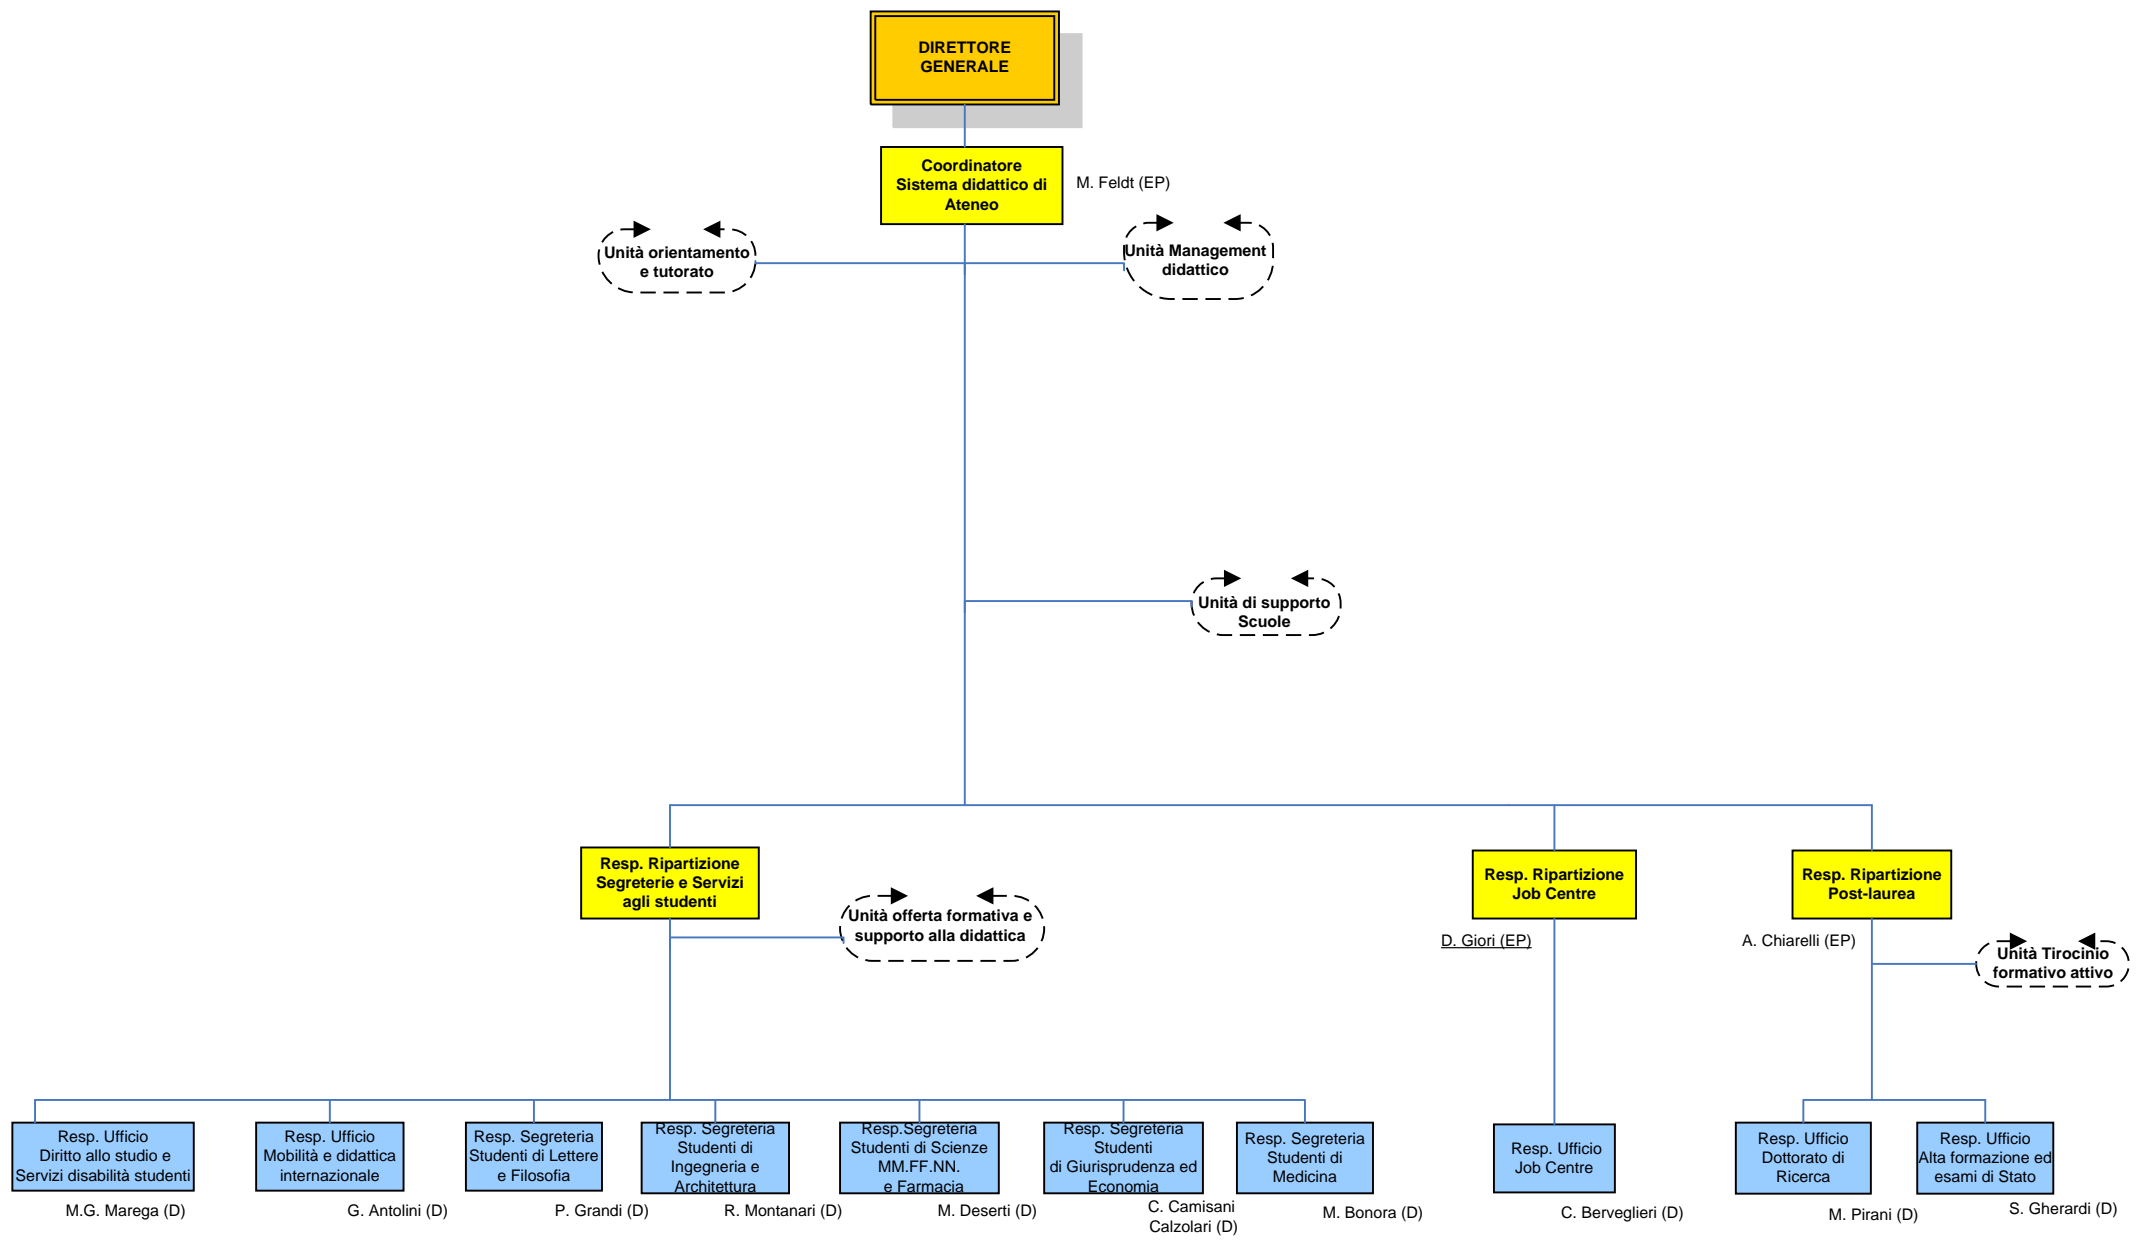 DIRETTORE
GENERALE
Coordinatore
Sistema didattico di
Ateneo
M. Feldt (EP)
Unità orientamento
e tutorato
Unità Management
didattico
Unità di supporto
Scuole
Resp. Ripartizione
Segreterie e Servizi
agli studenti
Resp. Ripartizione
Job Centre
Resp. Ripartizione
Post-laurea
Unità offerta formativa e
supporto alla didattica
D. Giori (EP)
A. Chiarelli (EP)
Unità Tirocinio
formativo attivo
Resp. Ufficio
Diritto allo studio e
Servizi disabilità studenti
M.G. Marega (D)
Resp. Ufficio
Mobilità e didattica
internazionale
G. Antolini (D)
Resp. Segreteria
Studenti di Lettere
e Filosofia
P. Grandi (D)
Resp. Segreteria
Studenti di
Ingegneria e
Architettura
R. Montanari (D)
Resp.Segreteria
Studenti di Scienze
MM.FF.NN.
e Farmacia
M. Deserti (D)
Resp. Segreteria
Studenti
di Giurisprudenza ed
Economia
C. Camisani
Calzolari (D)
Resp. Segreteria
Studenti di
Medicina
M. Bonora (D)
Resp. Ufficio
Job Centre
C. Berveglieri (D)
Resp. Ufficio
Dottorato di
Ricerca
M. Pirani (D)
Resp. Ufficio
Alta formazione ed
esami di Stato
S. Gherardi (D)